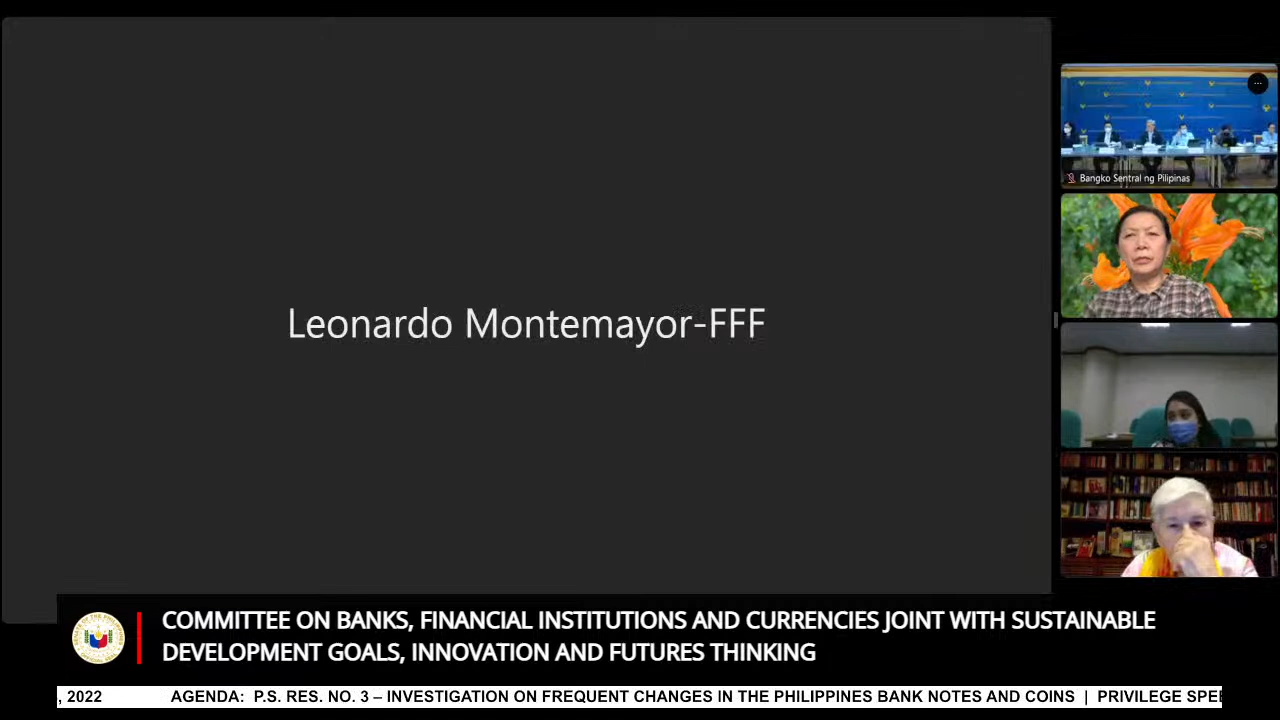 Leonardo Montemayor-FFF
Bangko Sentral ng Pilipinas
COMMITTEE ON BANKS, FINANCIAL INSTITUTIONS AND CURRENCIES JOINT WITH SUSTAINABLE
DEVELOPMENT GOALS, INNOVATION AND FUTURES THINKING
, 2022 AGENDA: P.S. RES. NO. 3 – INVESTIGATION ON FREQUENT CHANGES IN THE PHILIPPINES BANK NOTES AND COINS | PRIVILEGE